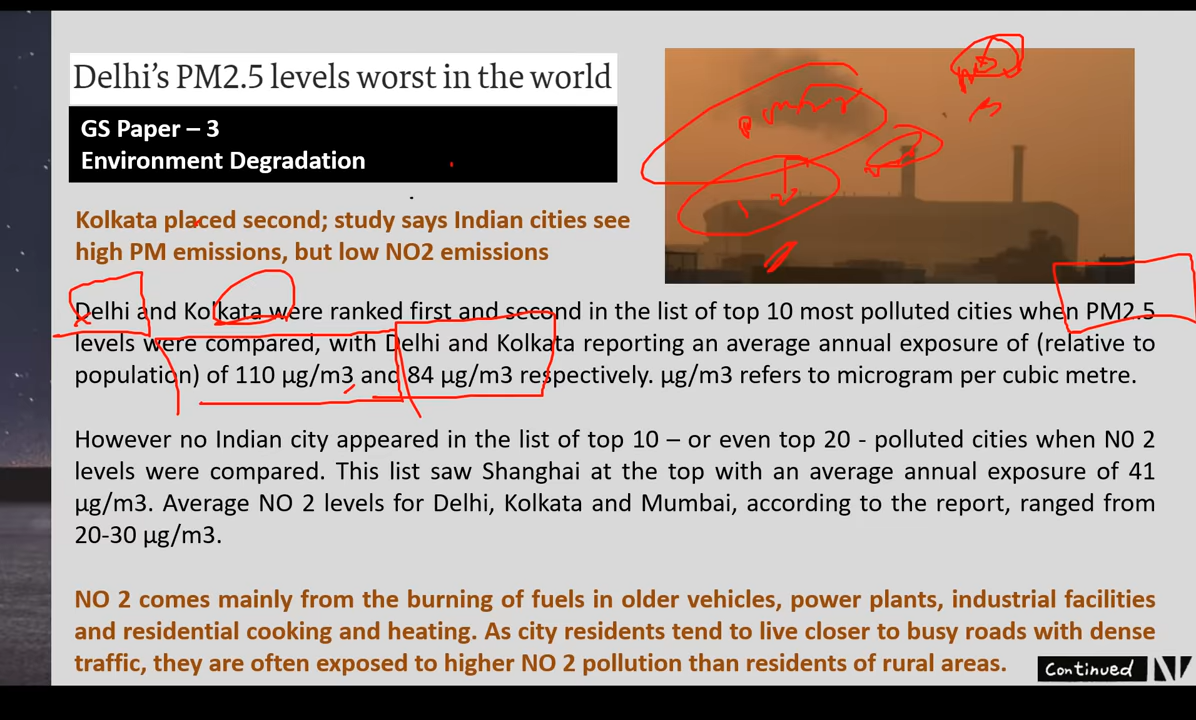 Delhi’s PM2.5 levels worst in the world
GS Paper – 3
Environment Degradation
Kolkata placed second; study says Indian cities see
high PM emissions, but low NO2 emissions
Delhi and Kolkata were ranked first and second in the list of top 10 most polluted cities when PM2.5
levels were compared, with Delhi and Kolkata reporting an average annual exposure of (relative to
population) of 110 µg/m3 and 84 µg/m3 respectively. µg/m3 refers to microgram per cubic metre.
However no Indian city appeared in the list of top 10 – or even top 20 - polluted cities when N0 2
levels were compared. This list saw Shanghai at the top with an average annual exposure of 41
µg/m3. Average NO 2 levels for Delhi, Kolkata and Mumbai, according to the report, ranged from
20-30 µg/m3.
NO 2 comes mainly from the burning of fuels in older vehicles, power plants, industrial facilities
and residential cooking and heating. As city residents tend to live closer to busy roads with dense
traffic, they are often exposed to higher NO 2 pollution than residents of rural areas.
Continued